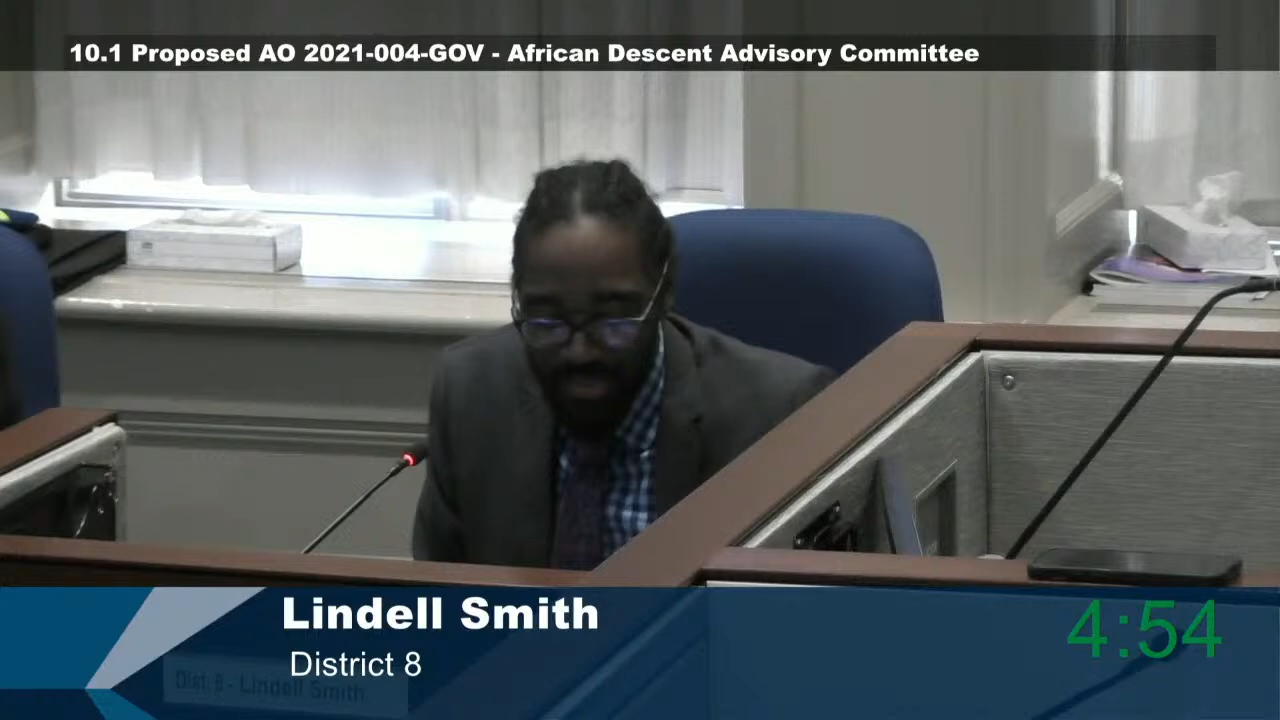 10.1 Proposed AO 2021-004-GOV - African Descent Advisory Committee
Lindell Smith
4:54
District 8
Dist. 8 - Lindell Smith